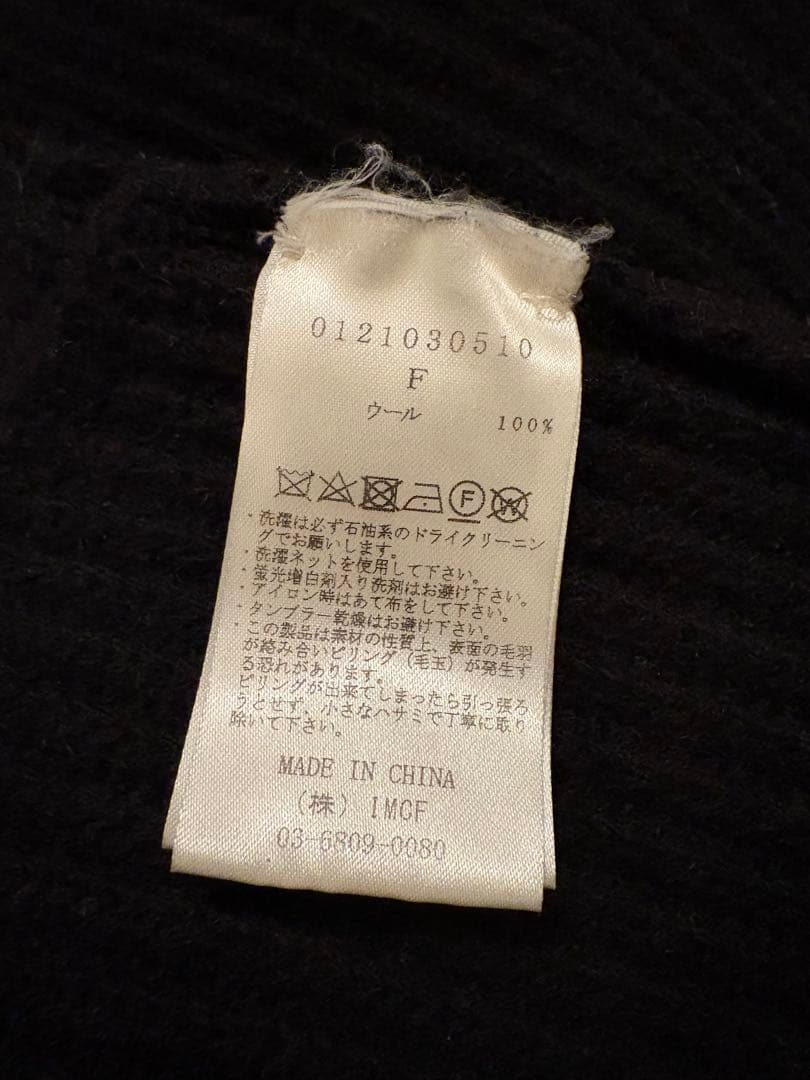 0121030510
F
ウール 100%
F W
・洗濯は必ず石油系のドライクリーニン
グでお願いします。
・洗濯ネットを使用して下さい。
・蛍光増白剤入り洗剤はお避け下さい。
・アイロン時はあて布をして下さい。
・タンブラー乾燥はお避け下さい。
・この製品は素材の性質上、表面の毛羽
が絡み合いピリング（毛玉）が発生す
る恐れがあります。
ピリングが出来てしまったら引っ張ろ
うとせず、小さなハサミで丁寧に取り
除いて下さい。
MADE IN CHINA
（株）IMCF
03-6809-0080